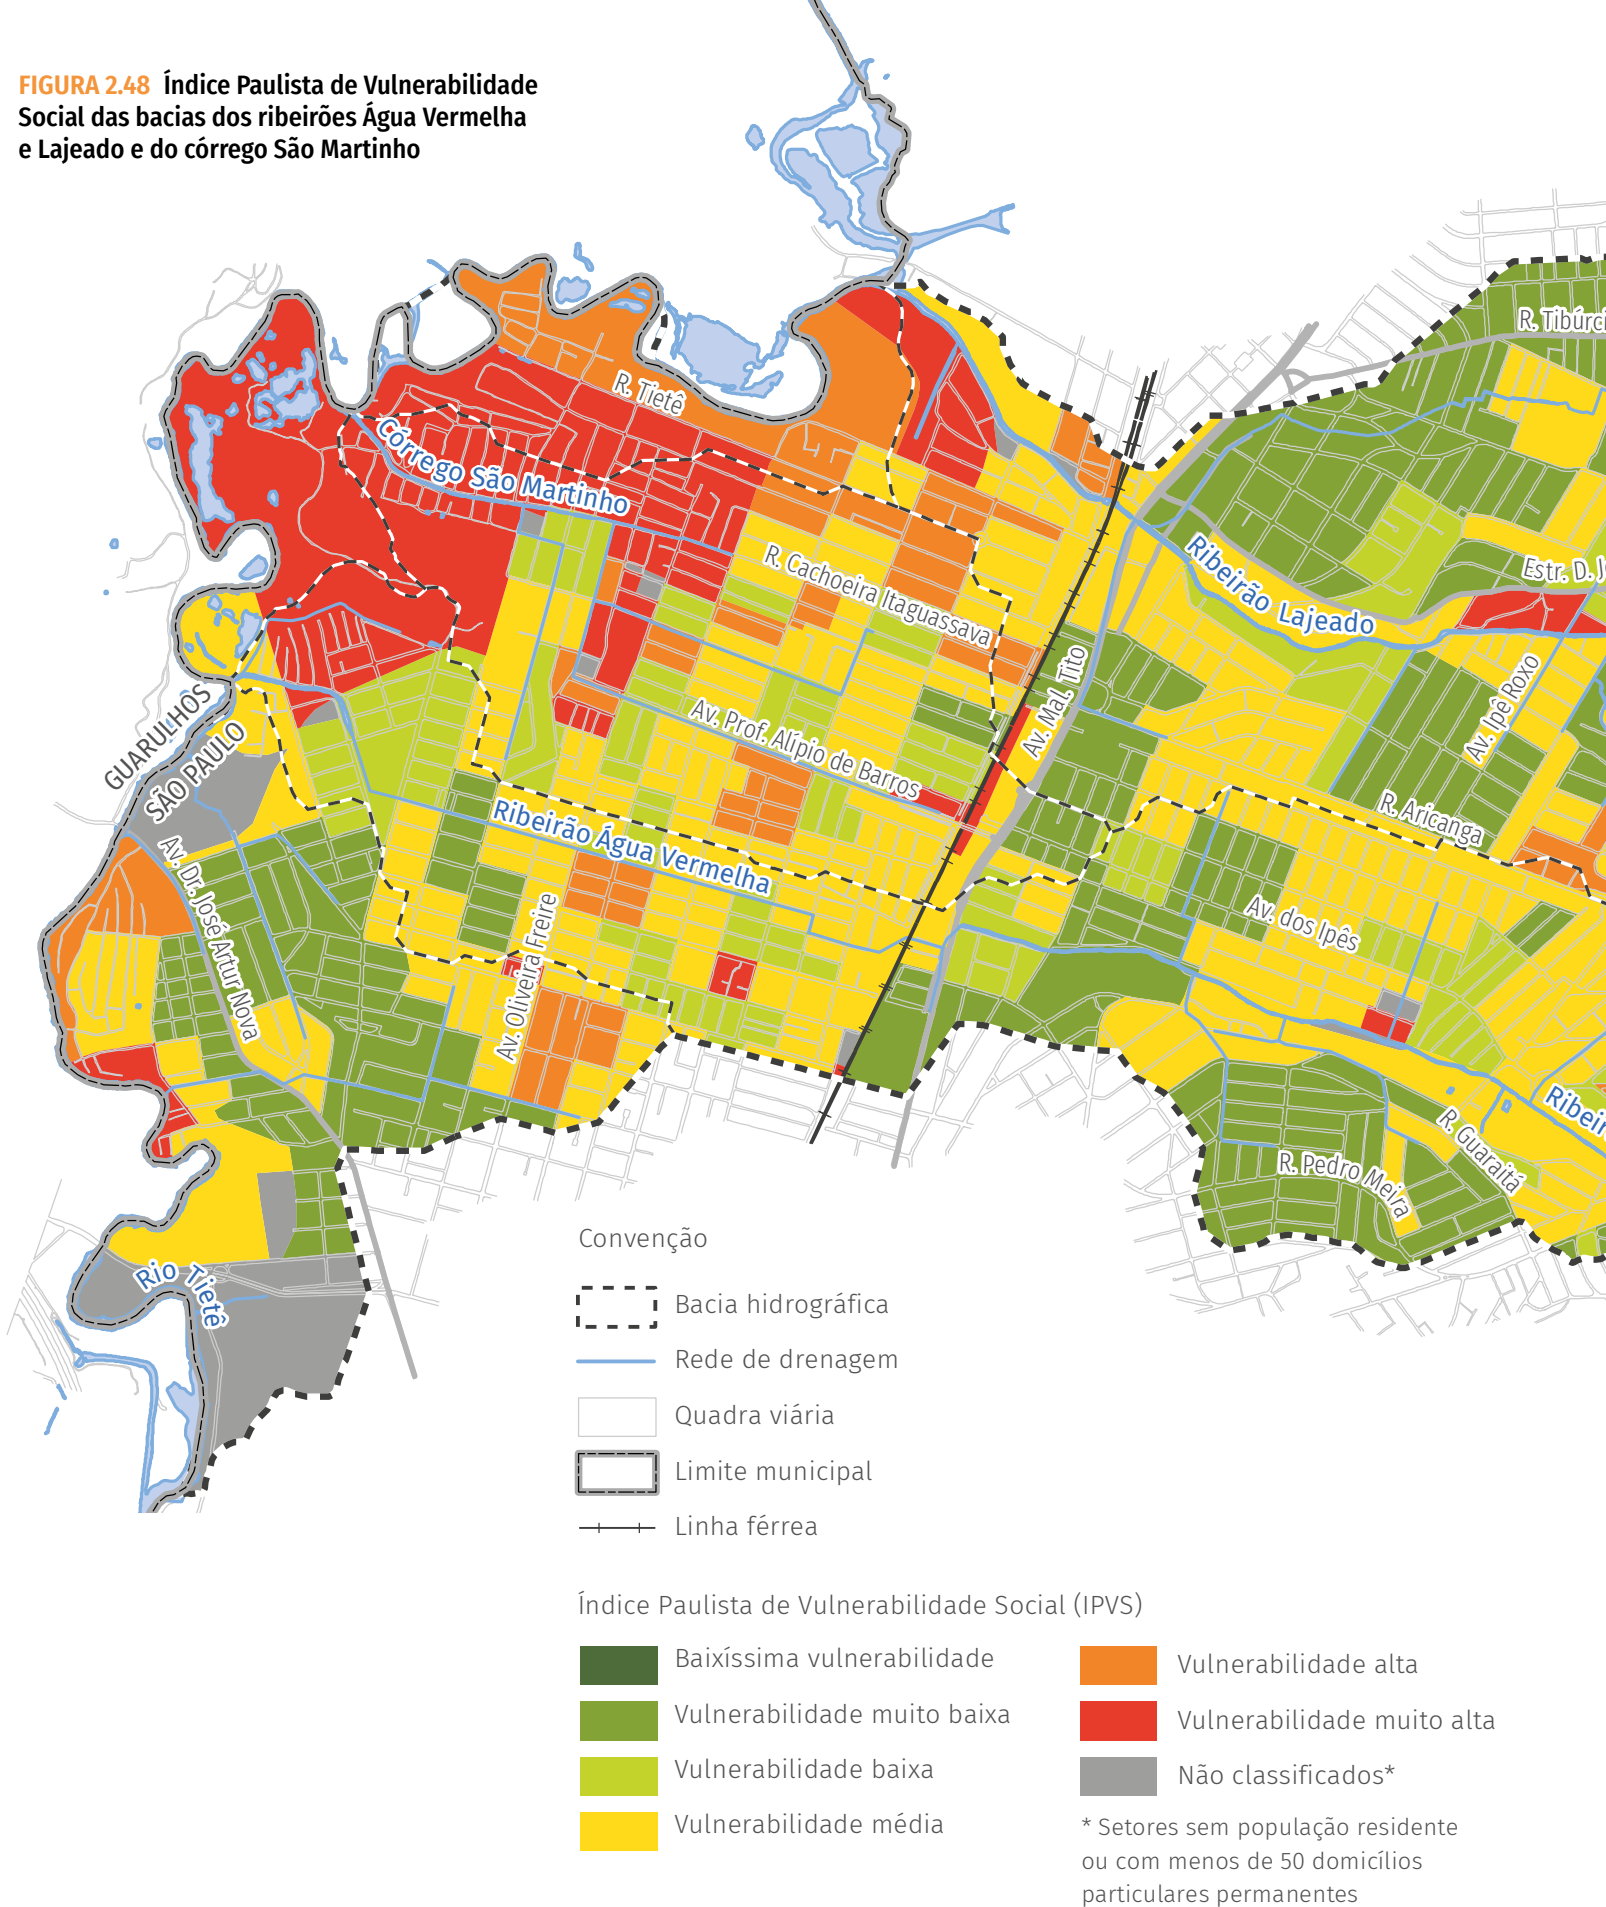 FIGURA 2.48 Índice Paulista de Vulnerabilidade
Social das bacias dos ribeirões Água Vermelha
e Lajeado e do córrego São Martinho
R. Tibúrci
R. Tietê
Córrego São Martinho
R. Cachoeira Itaguassava
Ribeirão Lajeado
Estr. D. J
Av. Mal. Tito
Av. Ipê Roxo
GUARULHOS
SÃO PAULO
Av. Prof. Alípio de Barros
Ribeirão Água Vermelha
R. Aricanga
Av. Dr. José Artur Nova
Av. Oliveira Freire
Av. dos Ipês
Ribeir
R. Guaraitá
R. Pedro Meira
Rio Tietê
Convenção
Bacia hidrográfica
Rede de drenagem
Quadra viária
Limite municipal
Linha férrea
Índice Paulista de Vulnerabilidade Social (IPVS)
Baixíssima vulnerabilidade
Vulnerabilidade muito baixa
Vulnerabilidade baixa
Vulnerabilidade média
Vulnerabilidade alta
Vulnerabilidade muito alta
Não classificados*
* Setores sem população residente
ou com menos de 50 domicílios
particulares permanentes